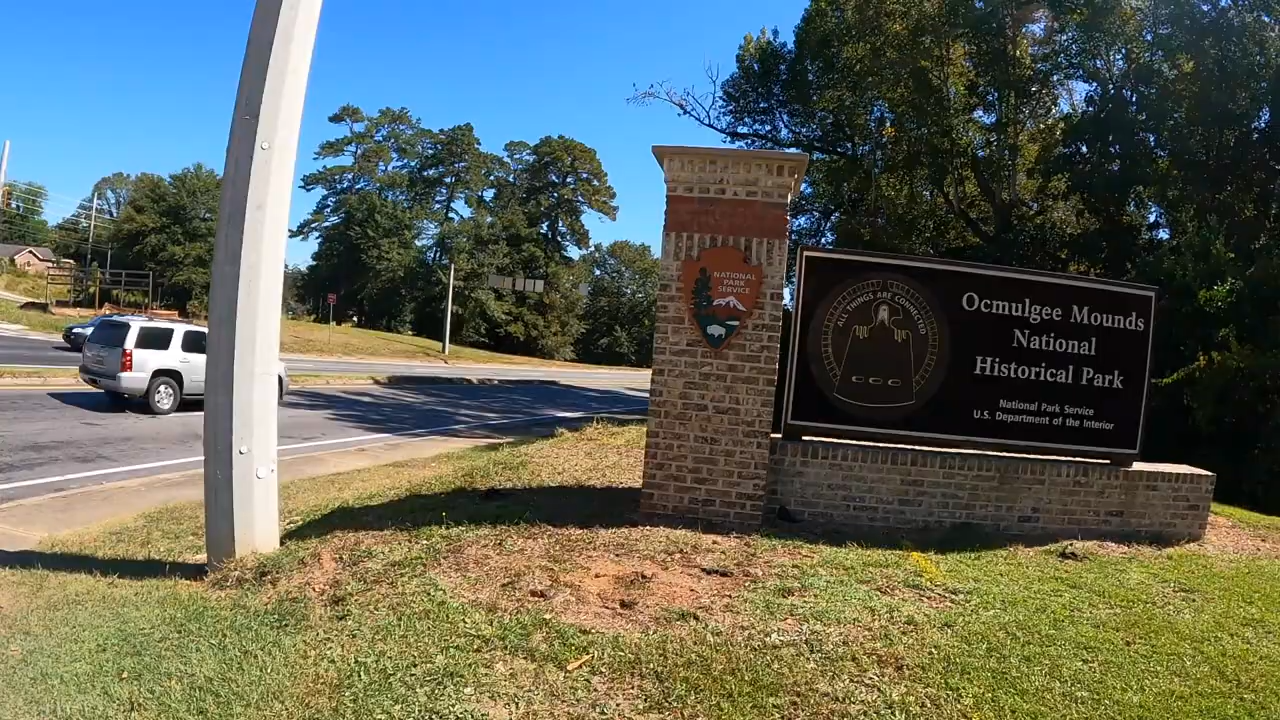 NATIONAL
PARK
SERVICE
ALL THINGS ARE CONNECTED
Ocmulgee Mounds
National
Historical Park
National Park Service
U.S. Department of the Interior